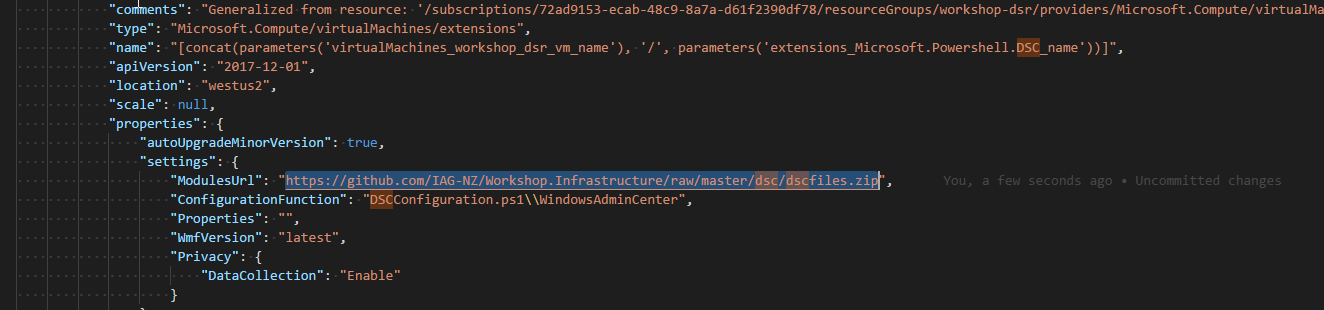 "comments": "Generalized from resource: '/subscriptions/72ad9153-ecab-48c9-8a7a-d61f2390df78/resourceGroups/workshop-dsr/providers/Microsoft.Compute/virtualMa
"type": "Microsoft.Compute/virtualMachines/extensions",
"name": "[concat(parameters('virtualMachines_workshop_dsr_vm_name'), '/', parameters('extensions_Microsoft.Powershell.DSC_name'))]",
"apiVersion": "2017-12-01",
"location": "westus2",
"scale": null,
"properties": {
"autoUpgradeMinorVersion": true,
"settings": {
"ModulesUrl": "https://github.com/IAG-NZ/Workshop.Infrastructure/raw/master/dsc/dscfiles.zip", You, a few seconds ago • Uncommitted changes
"ConfigurationFunction": "DSCConfiguration.ps1\\WindowsAdminCenter",
"Properties": "",
"WmfVersion": "latest",
"Privacy": {
"DataCollection": "Enable"
}